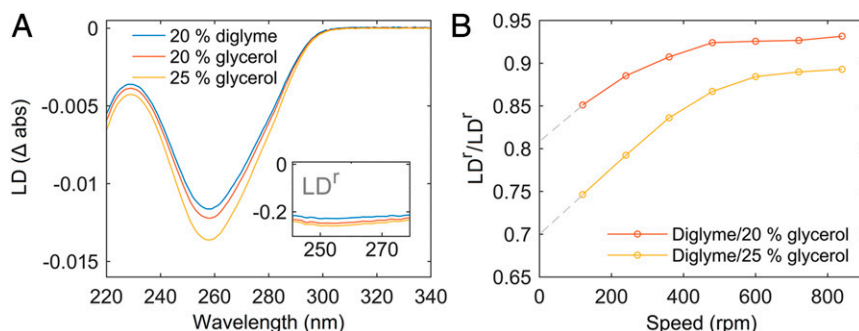 A
20 % diglyme
20 % glycerol
25 % glycerol
0
-0.005
-0.01
-0.015
LD (Δ abs)
LDʳ
0
-0.2
250
270
220
240
260
280
300
320
340
Wavelength (nm)
B
0.95
0.9
0.85
0.8
0.75
0.7
0.65
LDʳ/LDʳ
Diglyme/20 % glycerol
Diglyme/25 % glycerol
0
200
400
600
800
Speed (rpm)